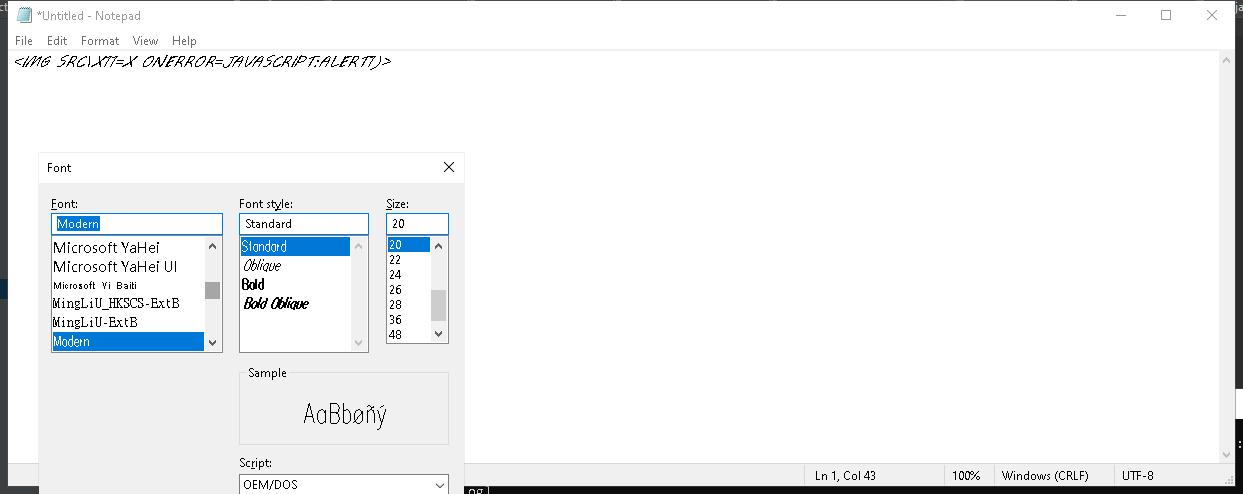 *Untitled - Notepad
File Edit Format View Help
<IMG SRC\XTT=X ONERROR=JAVASCRIPT:ALERTT)>
Font
Font: Font style: Size:
Modern Standard 20
Microsoft YaHei Standard 20
Microsoft YaHei UI Oblique 22
Microsoft Yi Baiti Bold 24
MingLiU_HKSCS-ExtB Bold Oblique 26
MingLiU-ExtB 28
Modern 36
48
Sample
AaBbøñý
Script:
OEM/DOS
Ln 1, Col 43 100% Windows (CRLF) UTF-8